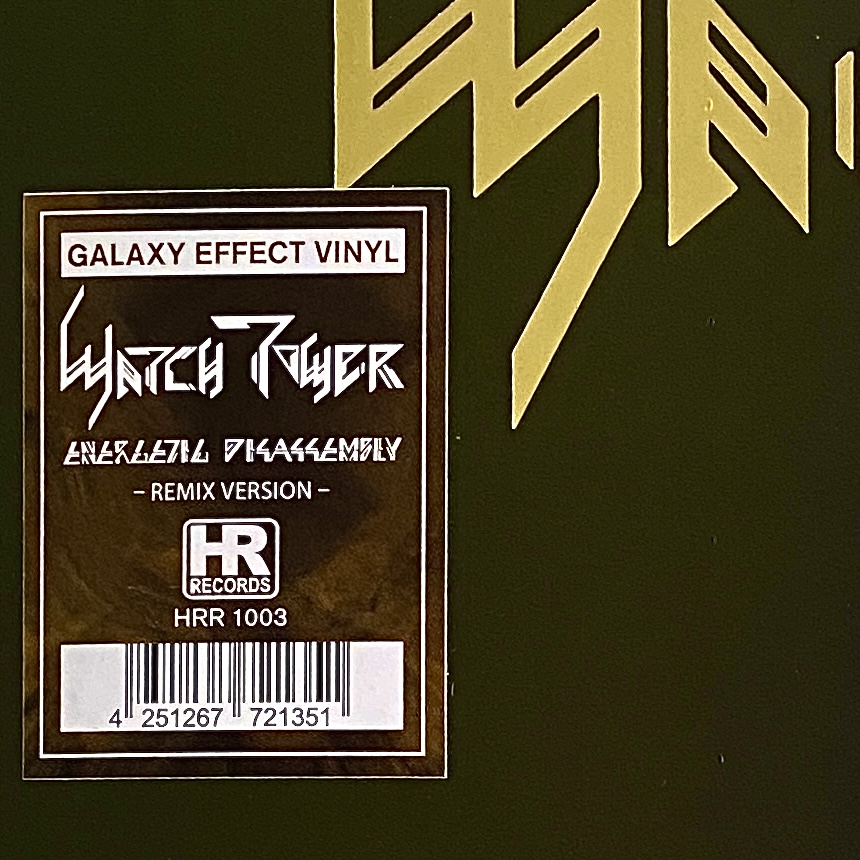 GALAXY EFFECT VINYL
WATCH TOWER
ENERGETIC DISASSEMBLY
– REMIX VERSION –
HR
RECORDS
HRR 1003
4 251267 721351